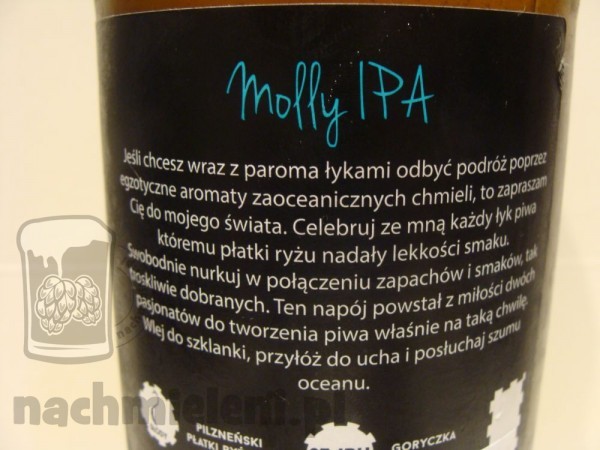 Molly IPA
Jeśli chcesz wraz z paroma łykami odbyć podróż poprzez
egzotyczne aromaty zaoceanicznych chmieli, to zapraszam
Cię do mojego świata. Celebruj ze mną każdy łyk piwa
któremu płatki ryżu nadały lekkości smaku.
Swobodnie nurkuj w połączeniu zapachów i smaków, tak
troskliwie dobranych. Ten napój powstał z miłości dwóch
pasjonatów do tworzenia piwa właśnie na taką chwilę.
Wlej do szklanki, przyłóż do ucha i posłuchaj szumu
oceanu.
nachmieleni.pl
PILZNEŃSKI
PŁATKI
GORYCZKA